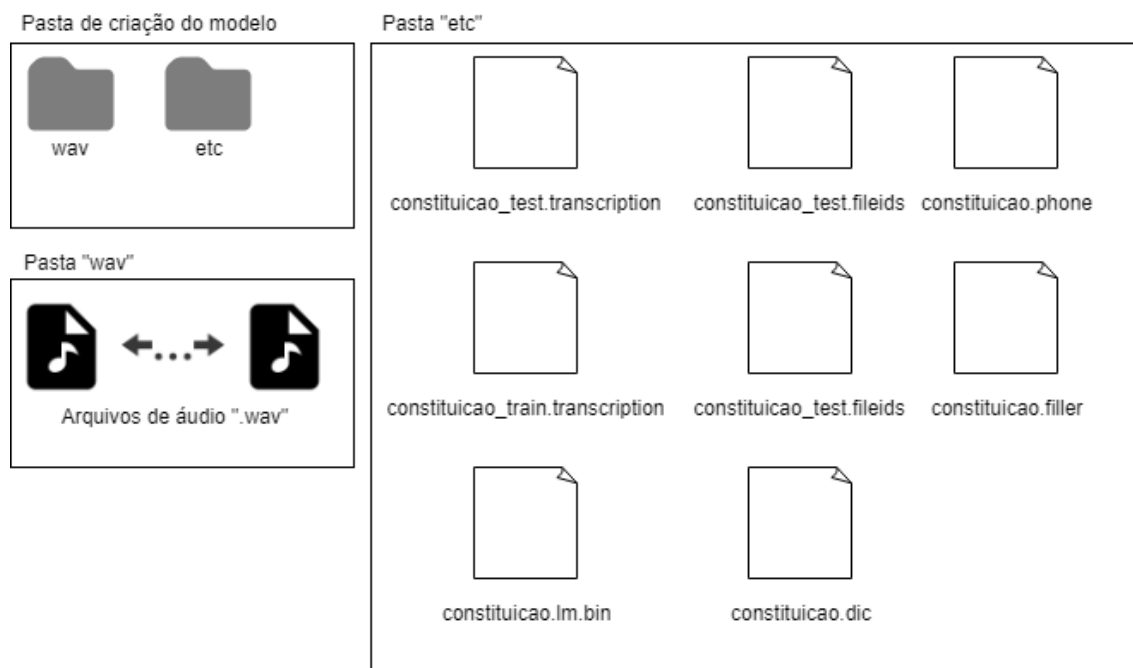 Pasta de criação do modelo
wav
etc
Pasta "wav"
Arquivos de áudio ".wav"
Pasta "etc"
constituicao_test.transcription
constituicao_test.fileids
constituicao.phone
constituicao_train.transcription
constituicao_test.fileids
constituicao.filler
constituicao.lm.bin
constituicao.dic